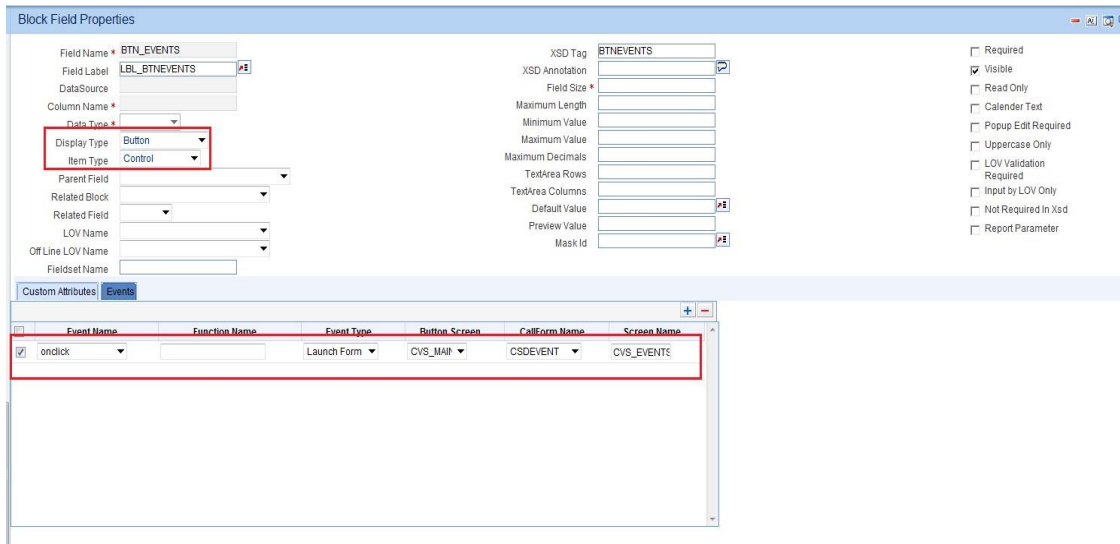 Block Field Properties
Field Name * BTN_EVENTS
Field Label LBL_BTNEVENTS
DataSource
Column Name *
Data Type *
Display Type Button
Item Type Control
Parent Field
Related Block
Related Field
LOV Name
Off Line LOV Name
Fieldset Name
XSD Tag BTNEVENTS
XSD Annotation
Field Size *
Maximum Length
Minimum Value
Maximum Value
Maximum Decimals
TextArea Rows
TextArea Columns
Default Value
Preview Value
Mask Id
Required
Visible
Read Only
Calender Text
Popup Edit Required
Uppercase Only
LOV Validation
Required
Input by LOV Only
Not Required In Xsd
Report Parameter
Custom Attributes Events
Event Name Function Name Event Type Button Screen CallForm Name Screen Name
onclick Launch Form CVS_MAIN CSDEVENT CVS_EVENTS